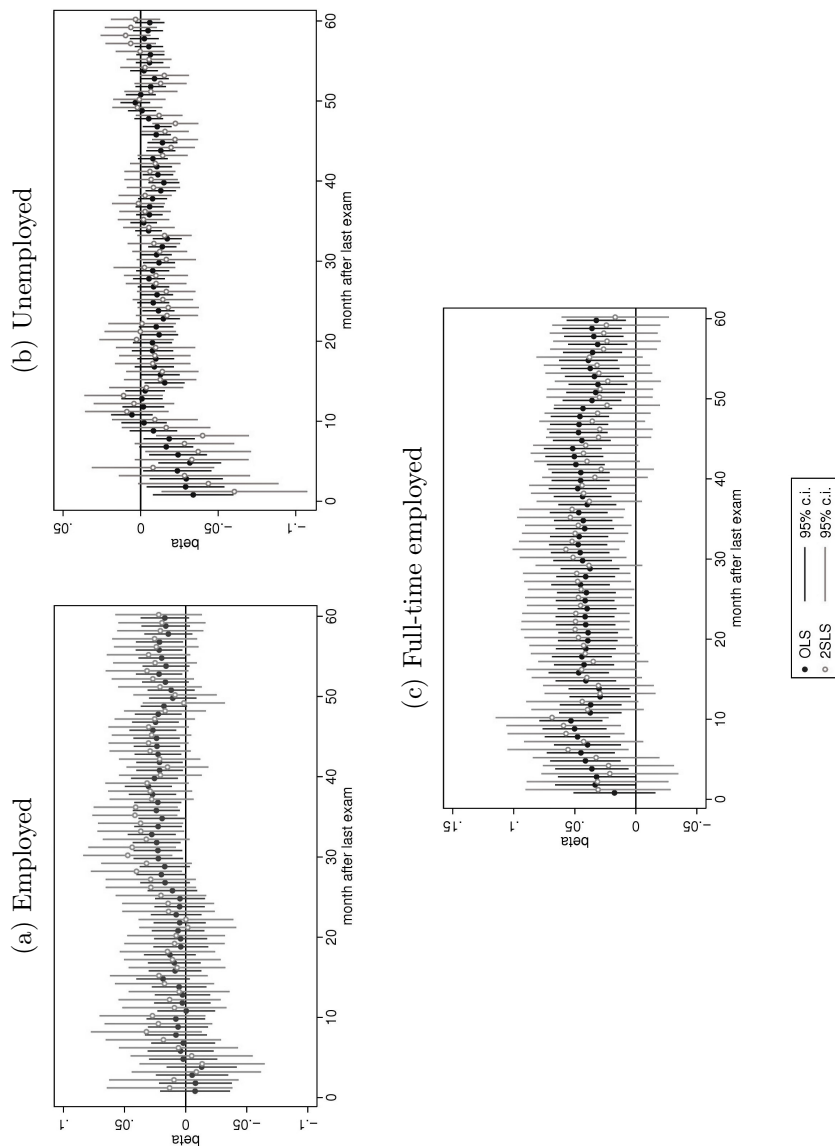 (a) Employed
beta
.1
.05
0
-.05
-.1
0 10 20 30 40 50 60
month after last exam
(b) Unemployed
beta
.05
0
-.05
-.1
0 10 20 30 40 50 60
month after last exam
(c) Full-time employed
beta
.15
.1
.05
0
-.05
0 10 20 30 40 50 60
month after last exam
OLS 95% c.i.
2SLS 95% c.i.